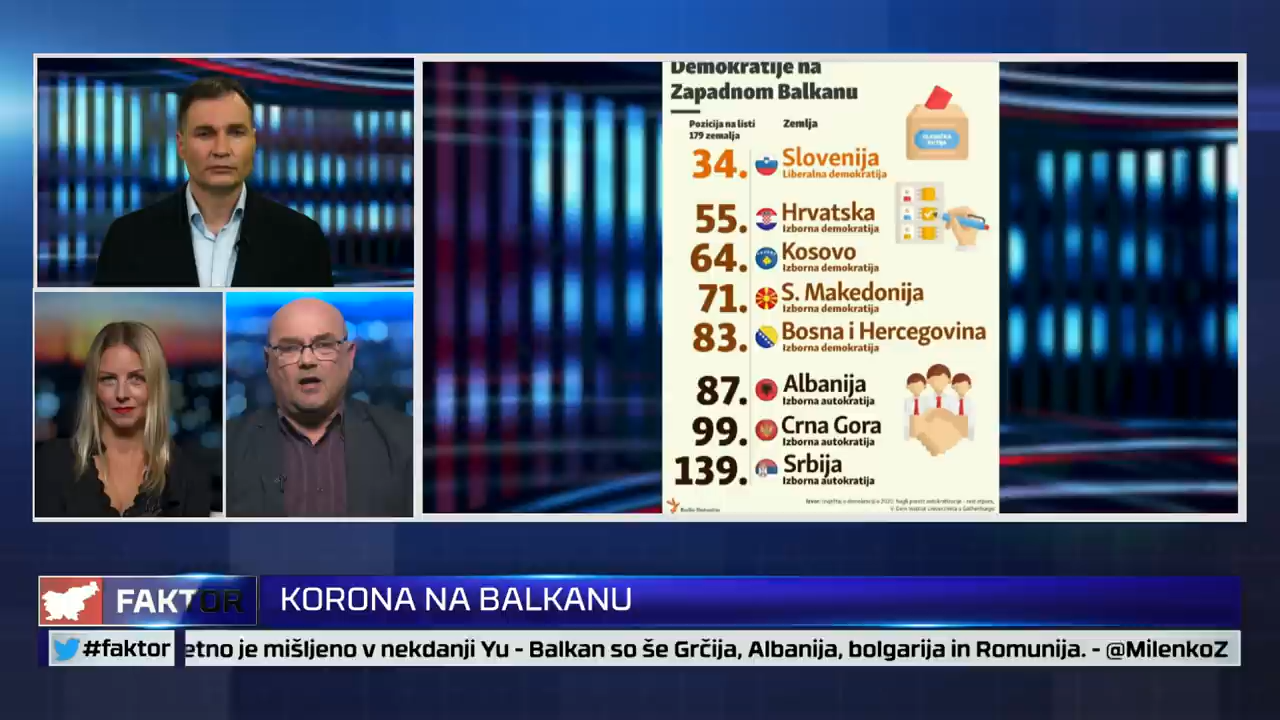 Demokratije na
Zapadnom Balkanu
Pozicija na listi
179 zemalja
Zemlja
GLASAČKA
KUTIJA
34. Slovenija
Liberalna demokratija
55. Hrvatska
Izborna demokratija
64. Kosovo
Izborna demokratija
71. S. Makedonija
Izborna demokratija
83. Bosna i Hercegovina
Izborna demokratija
87. Albanija
Izborna autokratija
99. Crna Gora
Izborna autokratija
139. Srbija
Izborna autokratija
FAKTOR
KORONA NA BALKANU
#faktor
etno je mišljeno v nekdanji Yu - Balkan so še Grčija, Albanija, bolgarija in Romunija. - @MilenkoZ